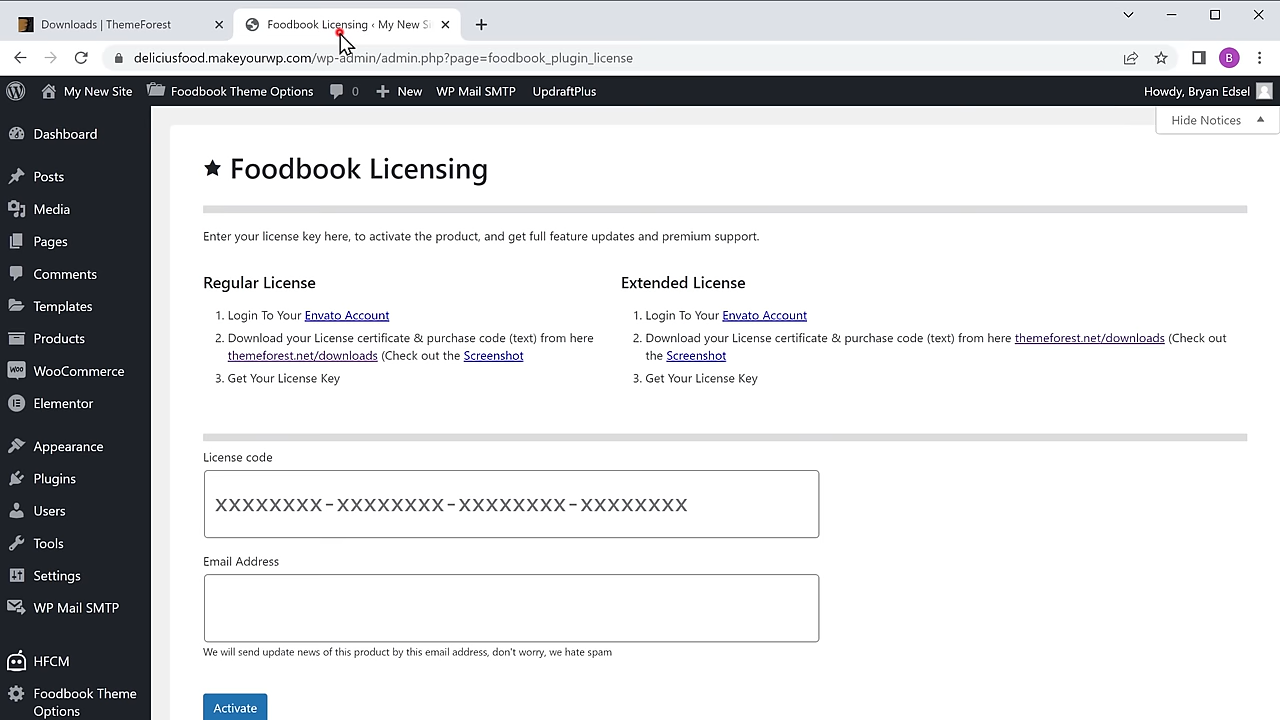 Downloads | ThemeForest
Foodbook Licensing ‹ My New S
deliciusfood.makeyourwp.com/wp-admin/admin.php?page=foodbook_plugin_license
B
My New Site
Foodbook Theme Options
0
New
WP Mail SMTP
UpdraftPlus
Howdy, Bryan Edsel
Hide Notices
Dashboard
Posts
Media
Pages
Comments
Templates
Products
WOO
WooCommerce
Elementor
Appearance
Plugins
Users
Tools
Settings
WP Mail SMTP
HFCM
Foodbook Theme
Options
Foodbook Licensing
Enter your license key here, to activate the product, and get full feature updates and premium support.
Regular License
1. Login To Your Envato Account
2. Download your License certificate & purchase code (text) from here
themeforest.net/downloads (Check out the Screenshot
3. Get Your License Key
Extended License
1. Login To Your Envato Account
2. Download your License certificate & purchase code (text) from here themeforest.net/downloads (Check out
the Screenshot
3. Get Your License Key
License code
xxxxxxxx-xxxxxxxx-xxxxxxxx-xxxxxxxx
Email Address
We will send update news of this product by this email address, don't worry, we hate spam
Activate